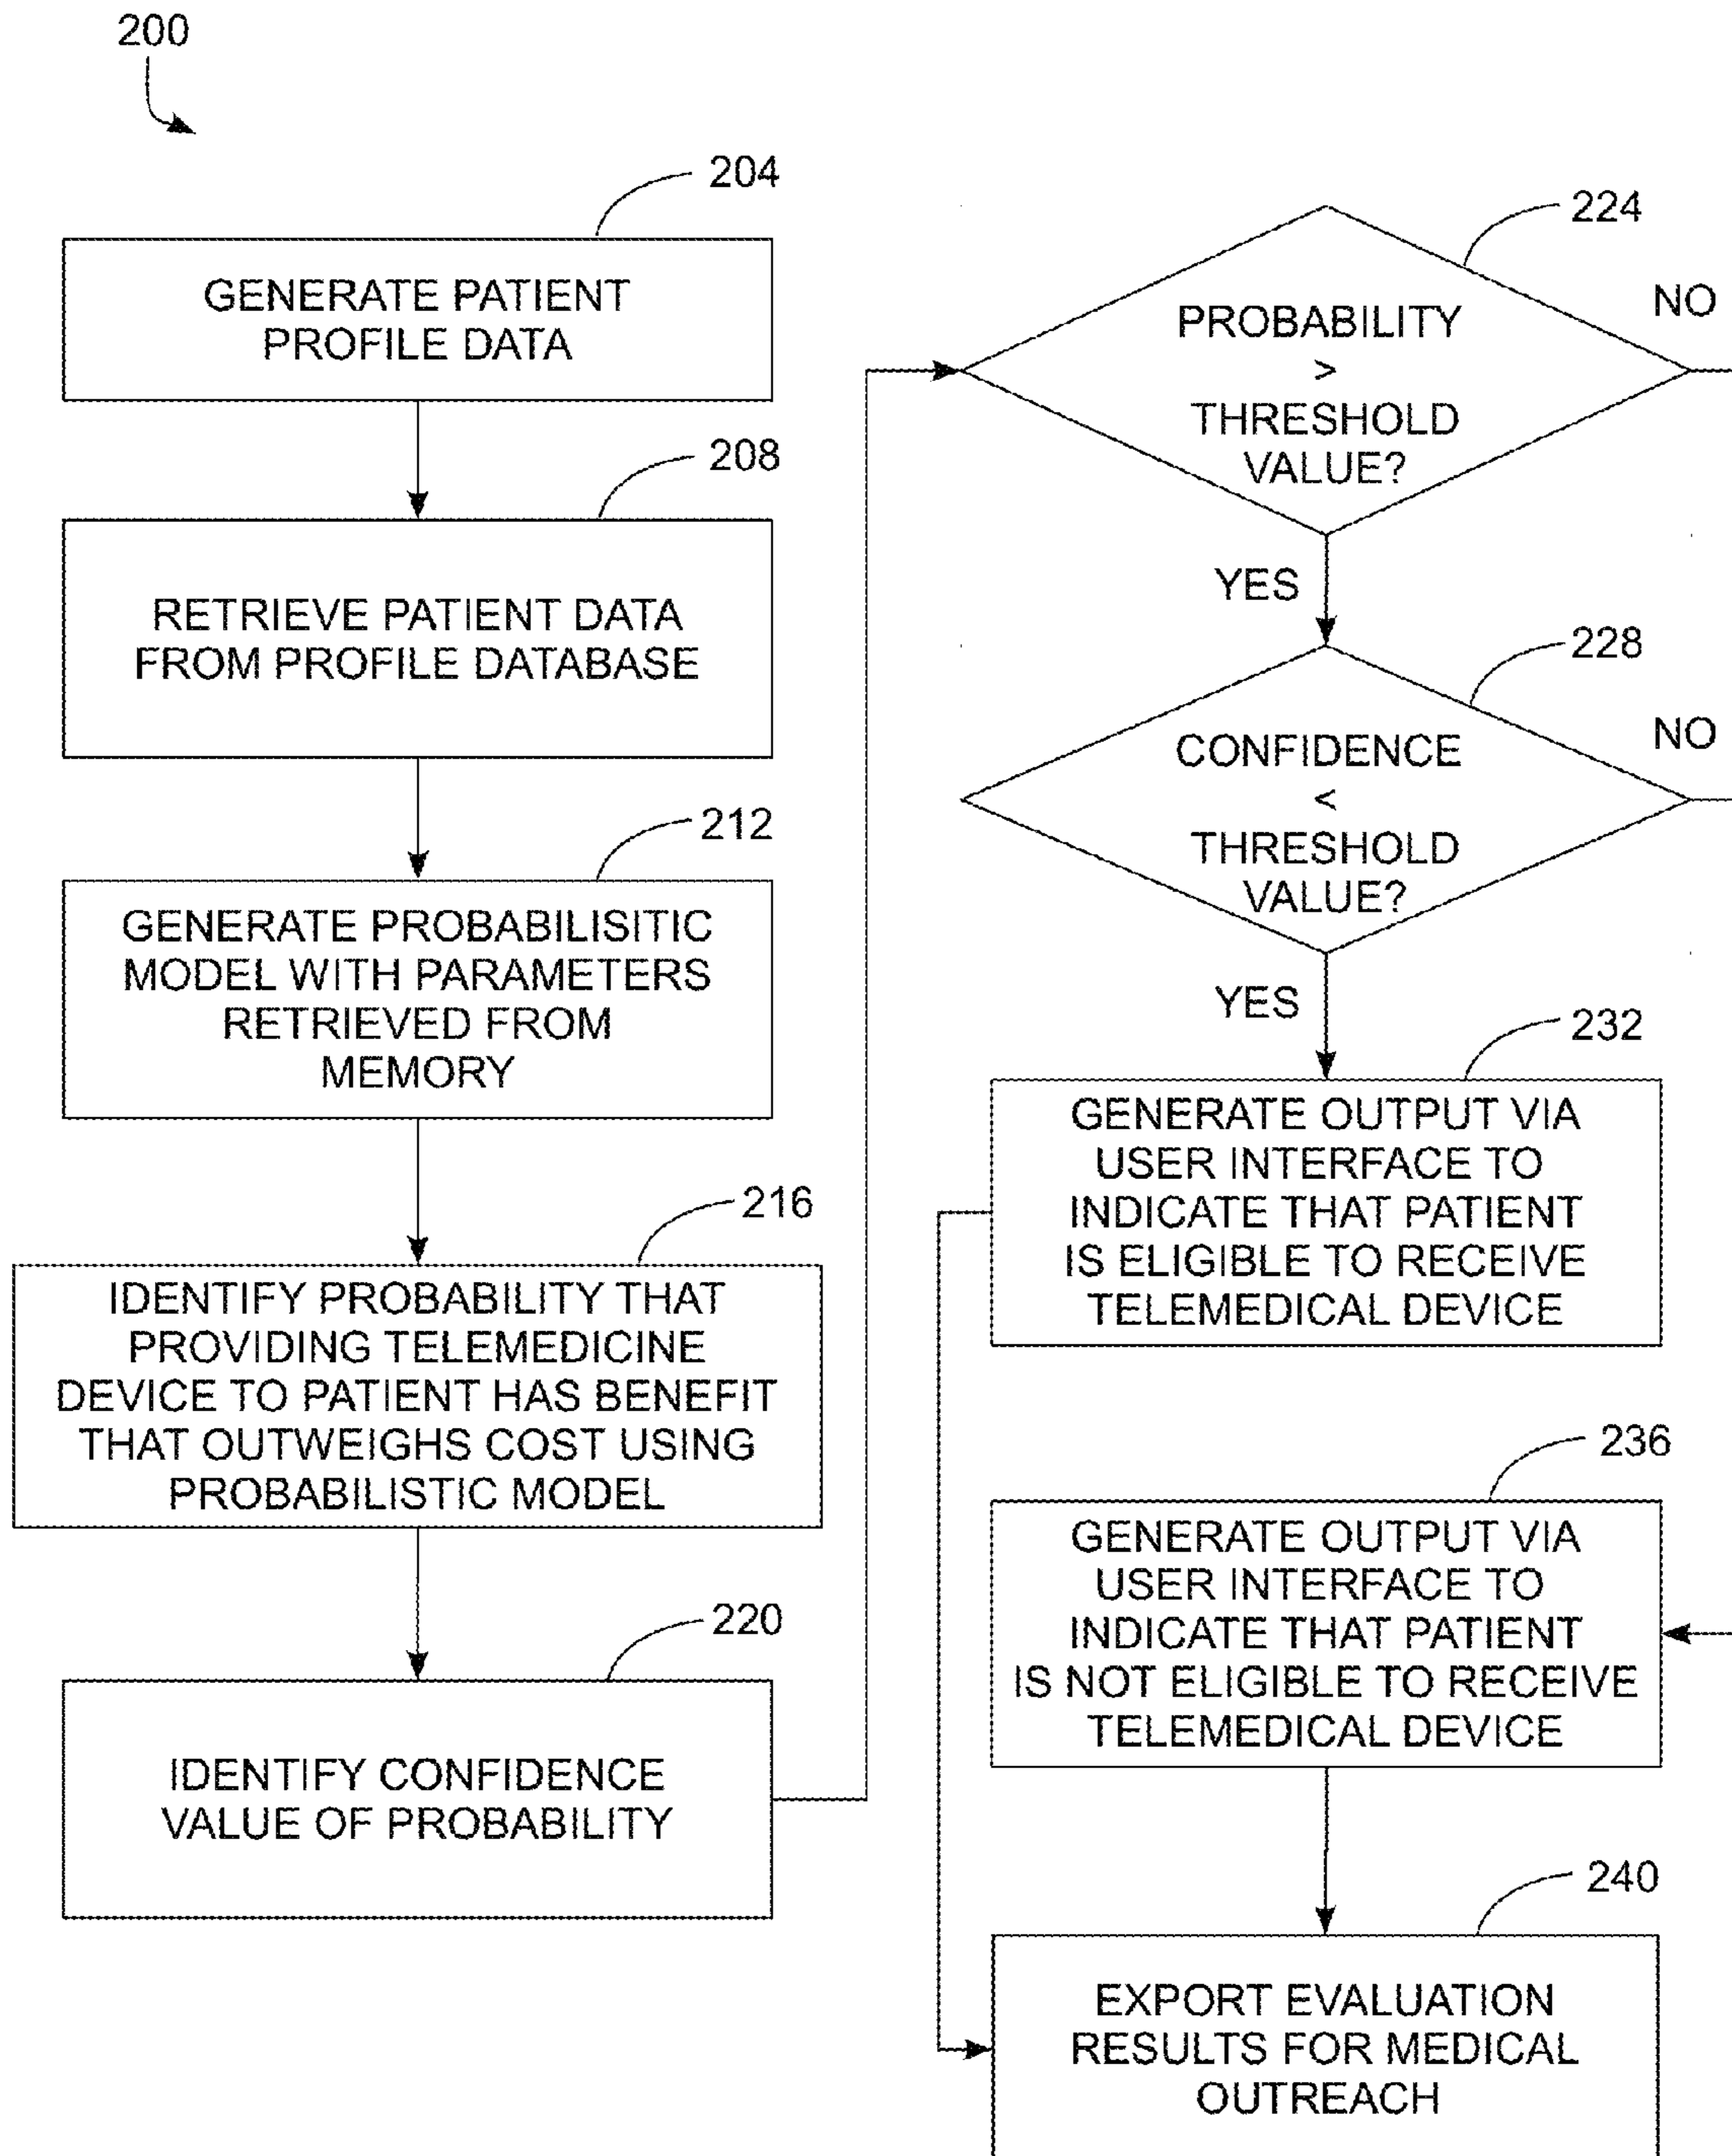 200
204
GENERATE PATIENT
PROFILE DATA
208
RETRIEVE PATIENT DATA
FROM PROFILE DATABASE
212
GENERATE PROBABILISITIC
MODEL WITH PARAMETERS
RETRIEVED FROM
MEMORY
216
IDENTIFY PROBABILITY THAT
PROVIDING TELEMEDICINE
DEVICE TO PATIENT HAS BENEFIT
THAT OUTWEIGHS COST USING
PROBABILISTIC MODEL
220
IDENTIFY CONFIDENCE
VALUE OF PROBABILITY
224
PROBABILITY
>
THRESHOLD
VALUE?
NO
YES
228
CONFIDENCE
<
THRESHOLD
VALUE?
NO
YES
232
GENERATE OUTPUT VIA
USER INTERFACE TO
INDICATE THAT PATIENT
IS ELIGIBLE TO RECEIVE
TELEMEDICAL DEVICE
236
GENERATE OUTPUT VIA
USER INTERFACE TO
INDICATE THAT PATIENT
IS NOT ELIGIBLE TO RECEIVE
TELEMEDICAL DEVICE
240
EXPORT EVALUATION
RESULTS FOR MEDICAL
OUTREACH